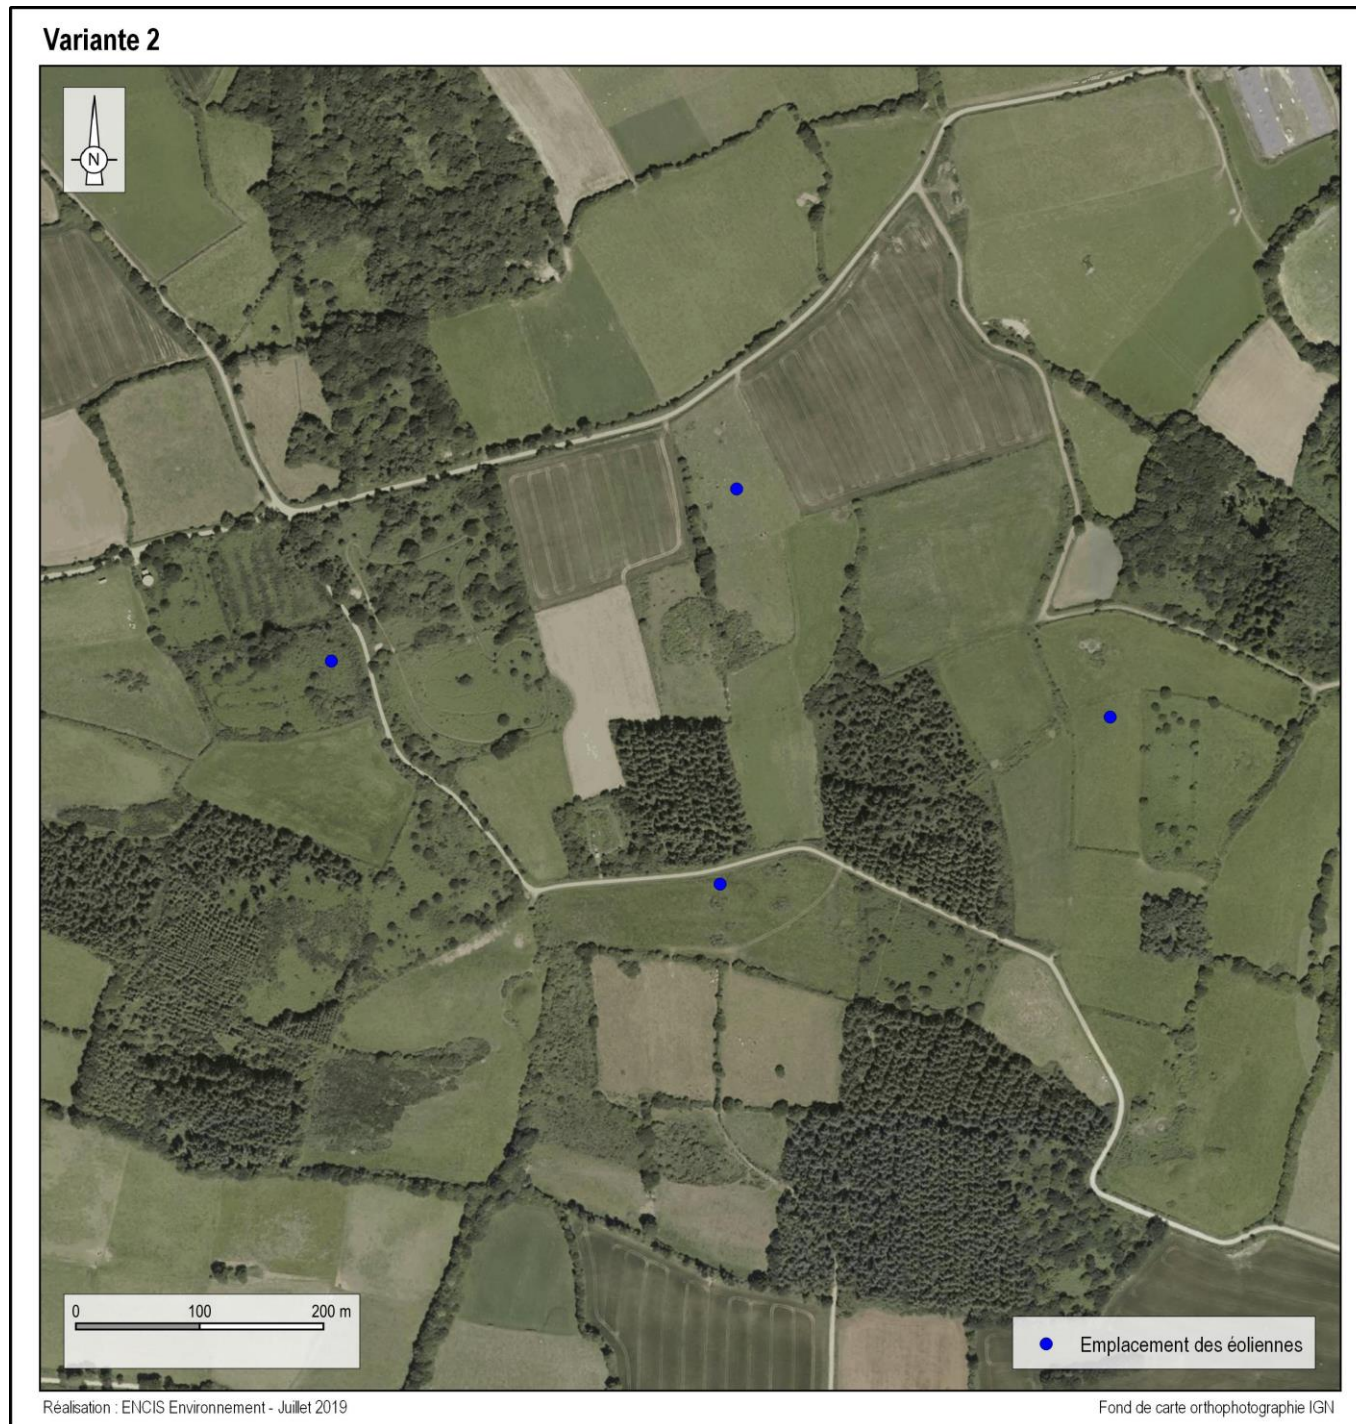 Variante 2
N
0 100 200 m
Emplacement des éoliennes
Réalisation : ENCIS Environnement - Juillet 2019
Fond de carte orthophotographie IGN